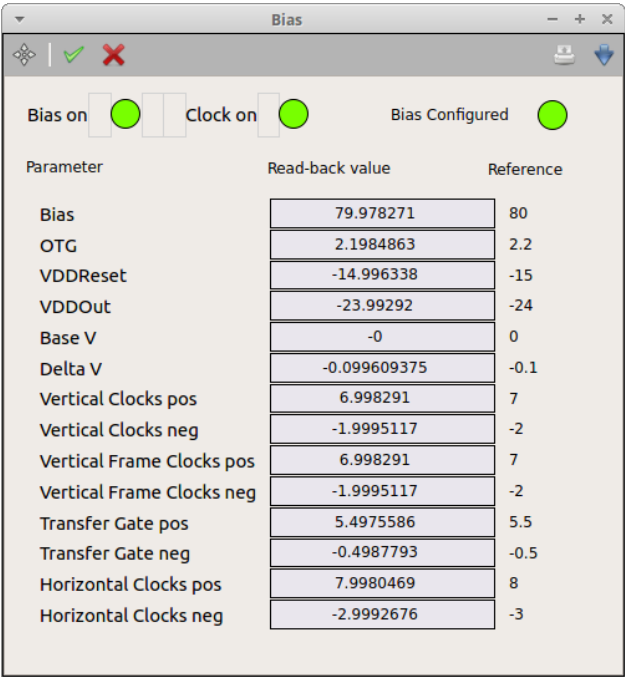 Bias
Bias on Clock on Bias Configured
Parameter Read-back value Reference
Bias 79.978271 80
OTG 2.1984863 2.2
VDDReset -14.996338 -15
VDDOut -23.99292 -24
Base V -0 0
Delta V -0.099609375 -0.1
Vertical Clocks pos 6.998291 7
Vertical Clocks neg -1.9995117 -2
Vertical Frame Clocks pos 6.998291 7
Vertical Frame Clocks neg -1.9995117 -2
Transfer Gate pos 5.4975586 5.5
Transfer Gate neg -0.4987793 -0.5
Horizontal Clocks pos 7.9980469 8
Horizontal Clocks neg -2.9992676 -3